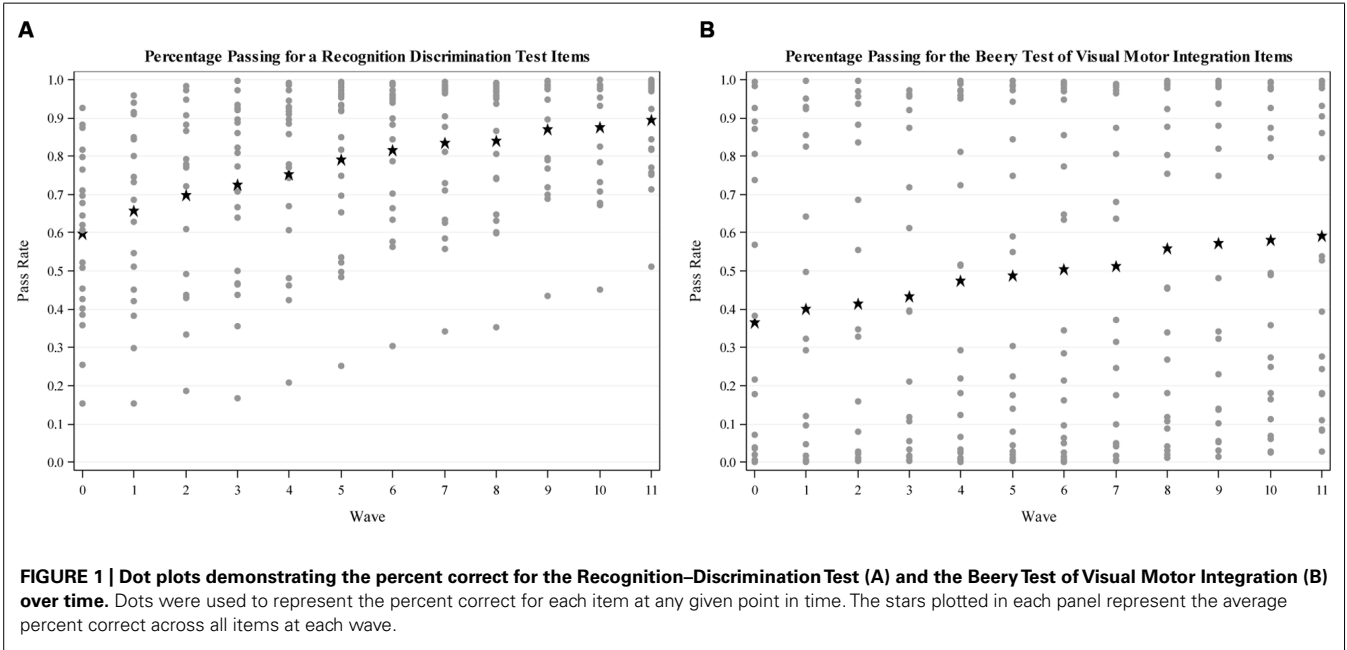 A
Percentage Passing for a Recognition Discrimination Test Items
1.0
0.9
0.8
0.7
0.6
0.5
0.4
0.3
0.2
0.1
0.0
Pass Rate
0 1 2 3 4 5 6 7 8 9 10 11
Wave
B
Percentage Passing for the Beery Test of Visual Motor Integration Items
1.0
0.9
0.8
0.7
0.6
0.5
0.4
0.3
0.2
0.1
0.0
Pass Rate
0 1 2 3 4 5 6 7 8 9 10 11
Wave
FIGURE 1 | Dot plots demonstrating the percent correct for the Recognition–Discrimination Test (A) and the Beery Test of Visual Motor Integration (B)
over time. Dots were used to represent the percent correct for each item at any given point in time. The stars plotted in each panel represent the average
percent correct across all items at each wave.